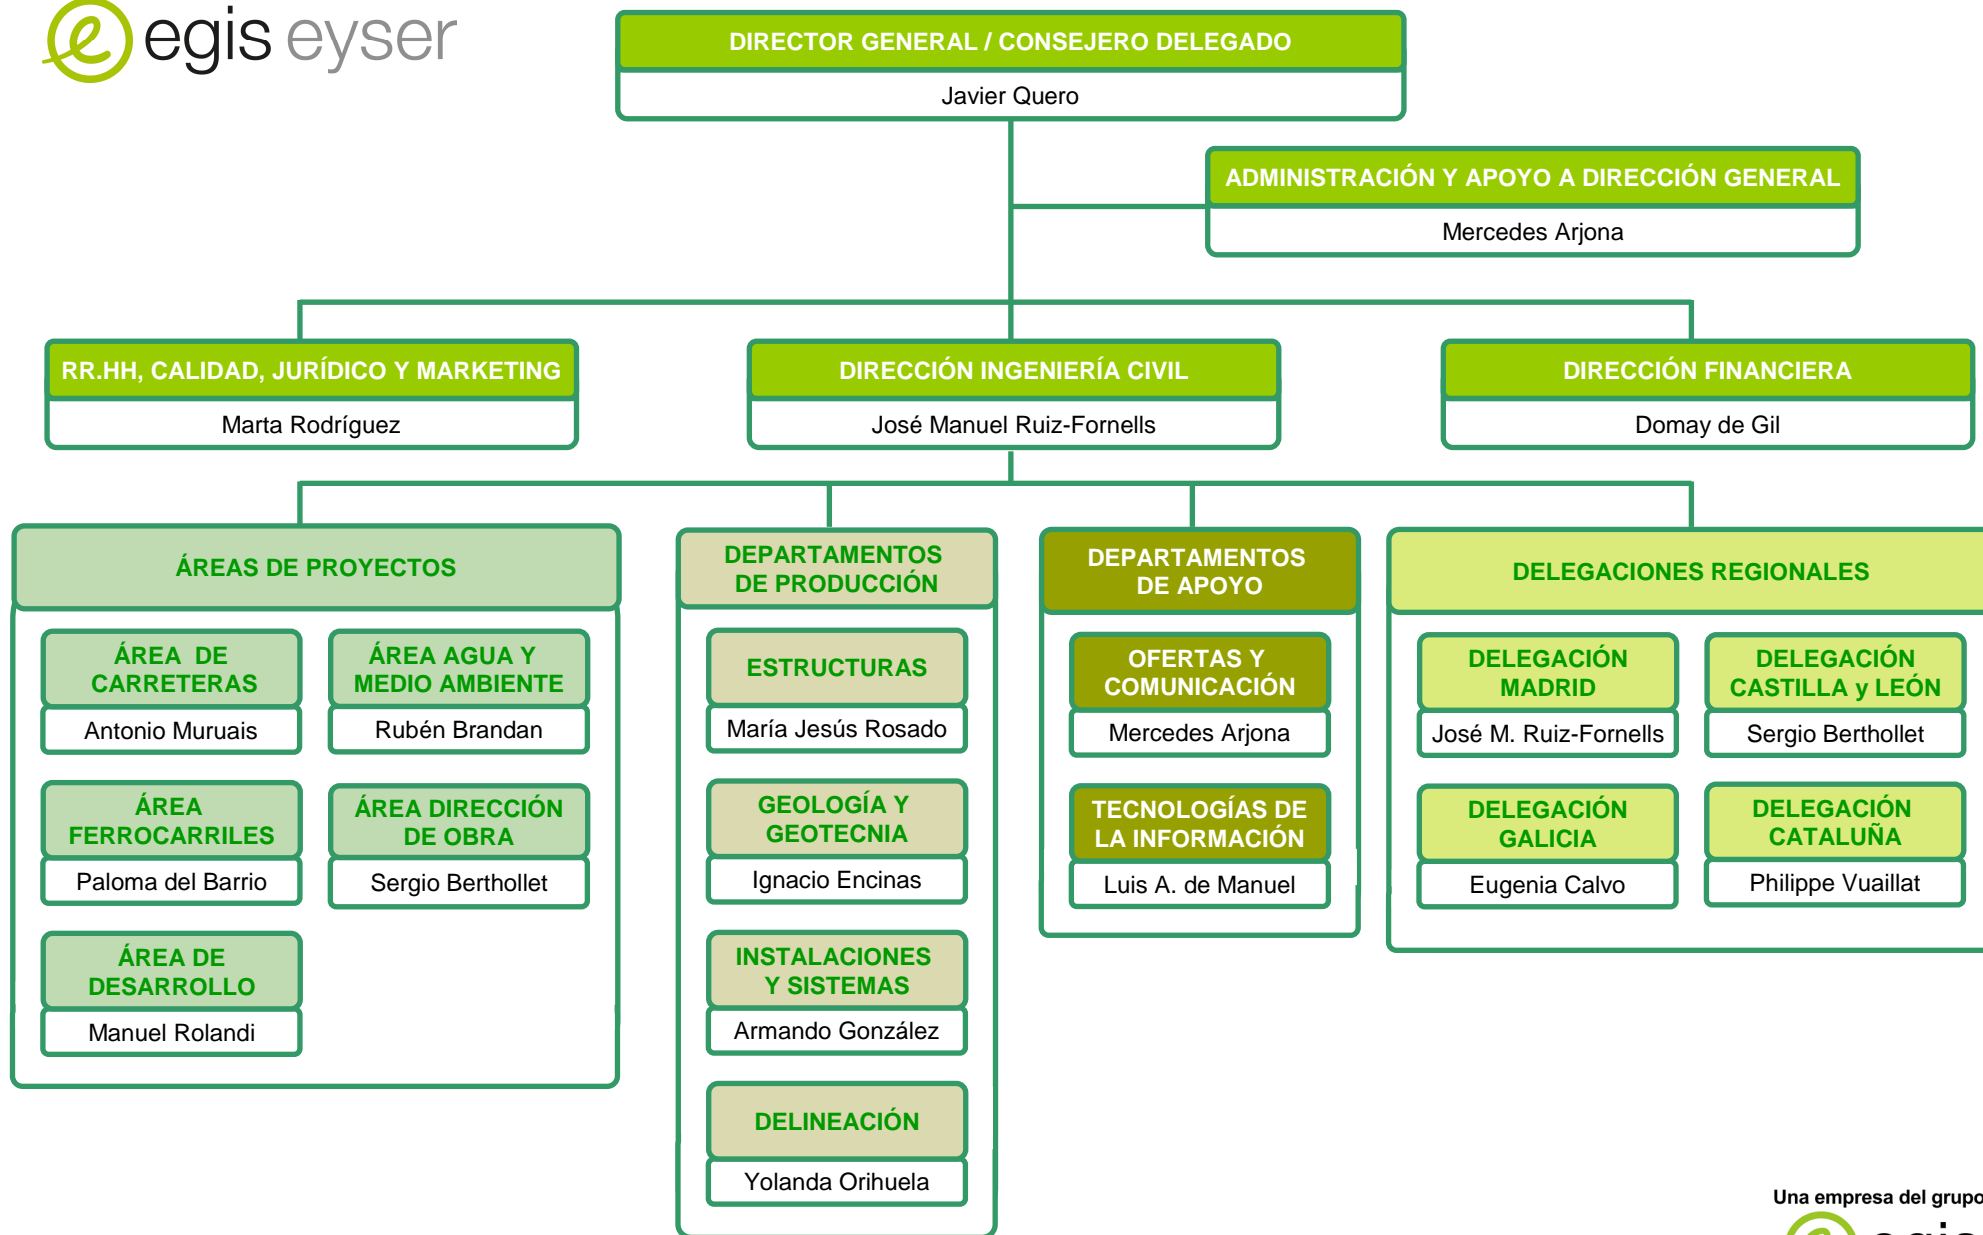 egis eyser
DIRECTOR GENERAL / CONSEJERO DELEGADO
Javier Quero
ADMINISTRACIÓN Y APOYO A DIRECCIÓN GENERAL
Mercedes Arjona
RR.HH, CALIDAD, JURÍDICO Y MARKETING
Marta Rodríguez
DIRECCIÓN INGENIERÍA CIVIL
José Manuel Ruiz-Fornells
DIRECCIÓN FINANCIERA
Domay de Gil
ÁREAS DE PROYECTOS
ÁREA DE
CARRETERAS
Antonio Muruais
ÁREA AGUA Y
MEDIO AMBIENTE
Rubén Brandan
ÁREA
FERROCARRILES
Paloma del Barrio
ÁREA DIRECCIÓN
DE OBRA
Sergio Berthollet
ÁREA DE
DESARROLLO
Manuel Rolandi
DEPARTAMENTOS
DE PRODUCCIÓN
ESTRUCTURAS
María Jesús Rosado
GEOLOGÍA Y
GEOTECNIA
Ignacio Encinas
INSTALACIONES
Y SISTEMAS
Armando González
DELINEACIÓN
Yolanda Orihuela
DEPARTAMENTOS
DE APOYO
OFERTAS Y
COMUNICACIÓN
Mercedes Arjona
TECNOLOGÍAS DE
LA INFORMACIÓN
Luis A. de Manuel
DELEGACIONES REGIONALES
DELEGACIÓN
MADRID
José M. Ruiz-Fornells
DELEGACIÓN
CASTILLA y LEÓN
Sergio Berthollet
DELEGACIÓN
GALICIA
Eugenia Calvo
DELEGACIÓN
CATALUÑA
Philippe Vuaillat
Una empresa del grupo